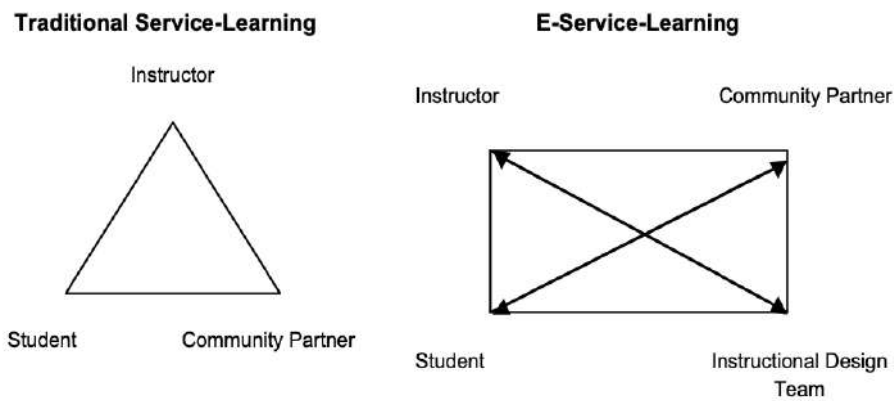 Traditional Service-Learning
Instructor
Student
Community Partner
E-Service-Learning
Instructor
Community Partner
Student
Instructional Design
Team